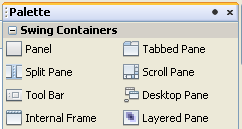 Palette
Swing Containers
Panel Tabbed Pane
Split Pane Scroll Pane
Tool Bar Desktop Pane
Internal Frame Layered Pane